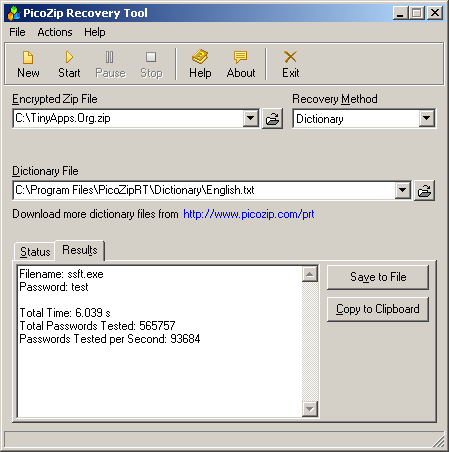 PicoZip Recovery Tool
File Actions Help
New Start Pause Stop Help About Exit
Encrypted Zip File Recovery Method
C:\TinyApps.Org.zip Dictionary
Dictionary File
C:\Program Files\PicoZipRT\Dictionary\English.txt
Download more dictionary files from http://www.picozip.com/prt
Status Results
Filename: ssft.exe Save to File
Password: test
Copy to Clipboard
Total Time: 6.039 s
Total Passwords Tested: 565757
Passwords Tested per Second: 93684